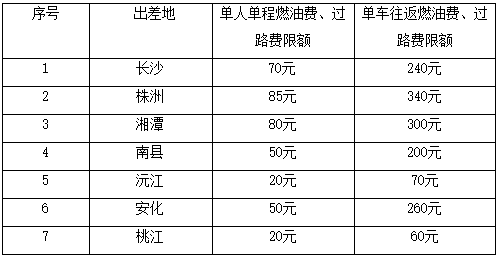 序号 出差地 单人单程燃油费、过 单车往返燃油费、过
路费限额 路费限额
1 长沙 70元 240元
2 株洲 85元 340元
3 湘潭 80元 300元
4 南县 50元 200元
5 沅江 20元 70元
6 安化 50元 260元
7 桃江 20元 60元